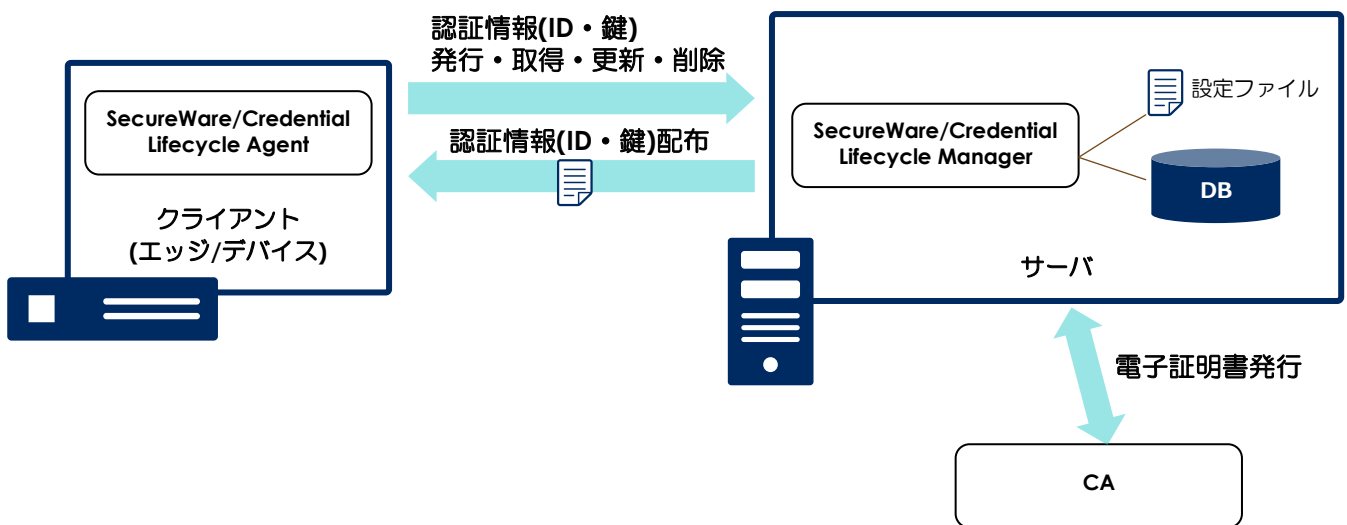 認証情報(ID・鍵)
発行・取得・更新・削除
SecureWare/Credential
Lifecycle Agent
認証情報(ID・鍵)配布
クライアント
(エッジ/デバイス)
SecureWare/Credential
Lifecycle Manager
設定ファイル
DB
サーバ
電子証明書発行
CA